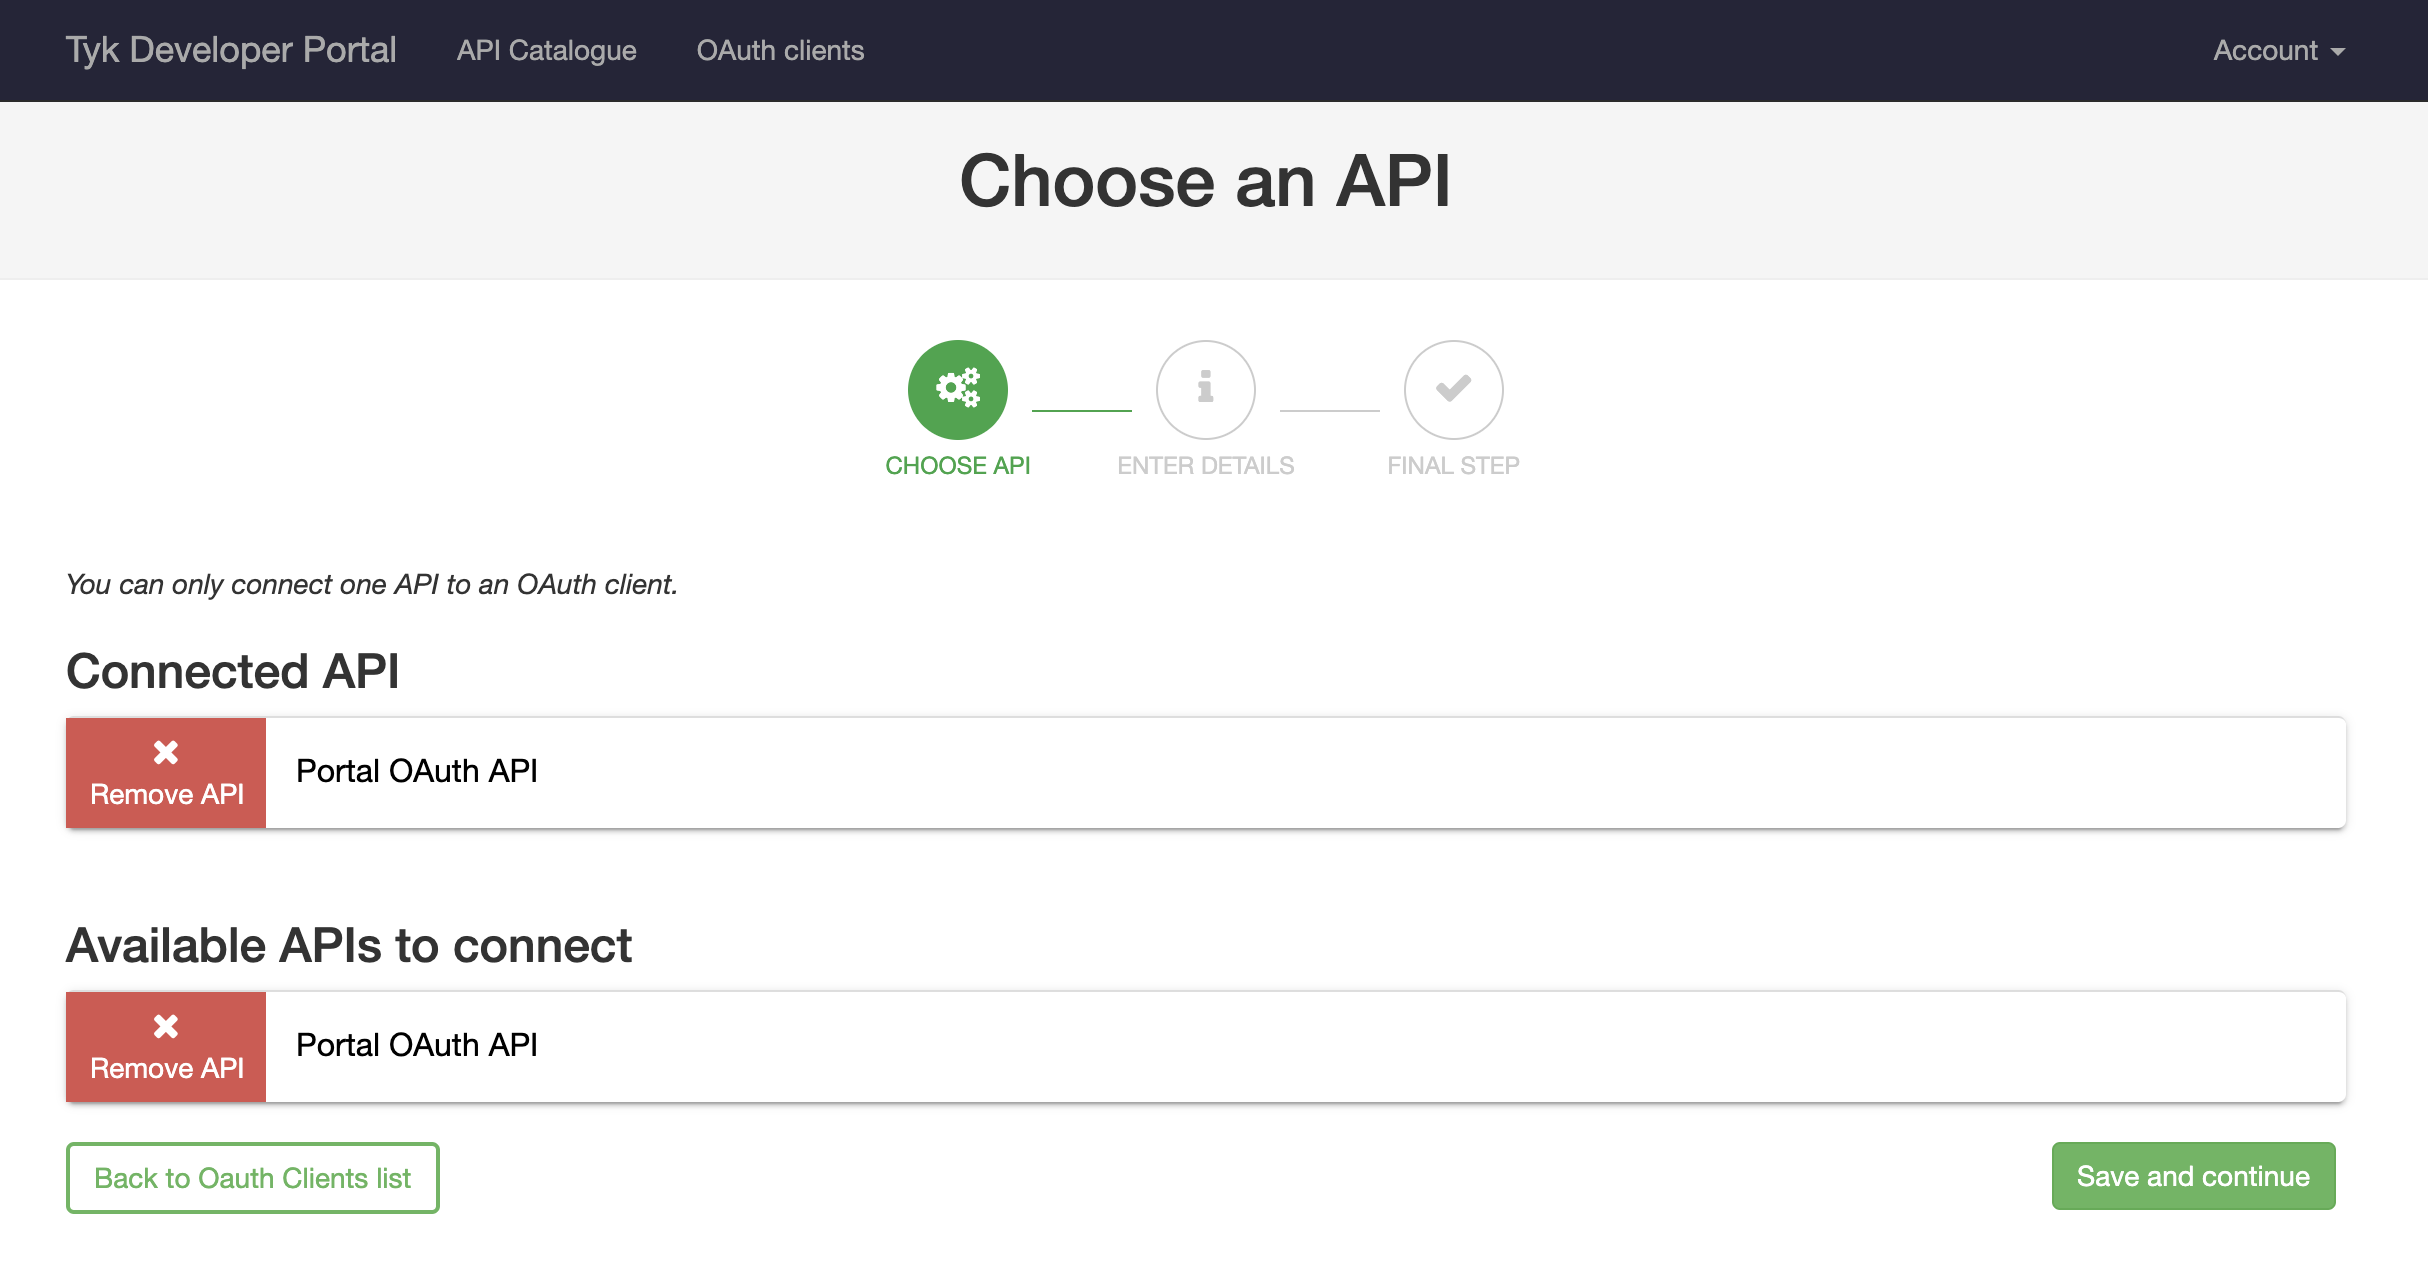 Tyk Developer Portal API Catalogue OAuth clients Account
Choose an API
CHOOSE API ENTER DETAILS FINAL STEP
You can only connect one API to an OAuth client.
Connected API
Remove API
Portal OAuth API
Available APIs to connect
Remove API
Portal OAuth API
Back to Oauth Clients list
Save and continue